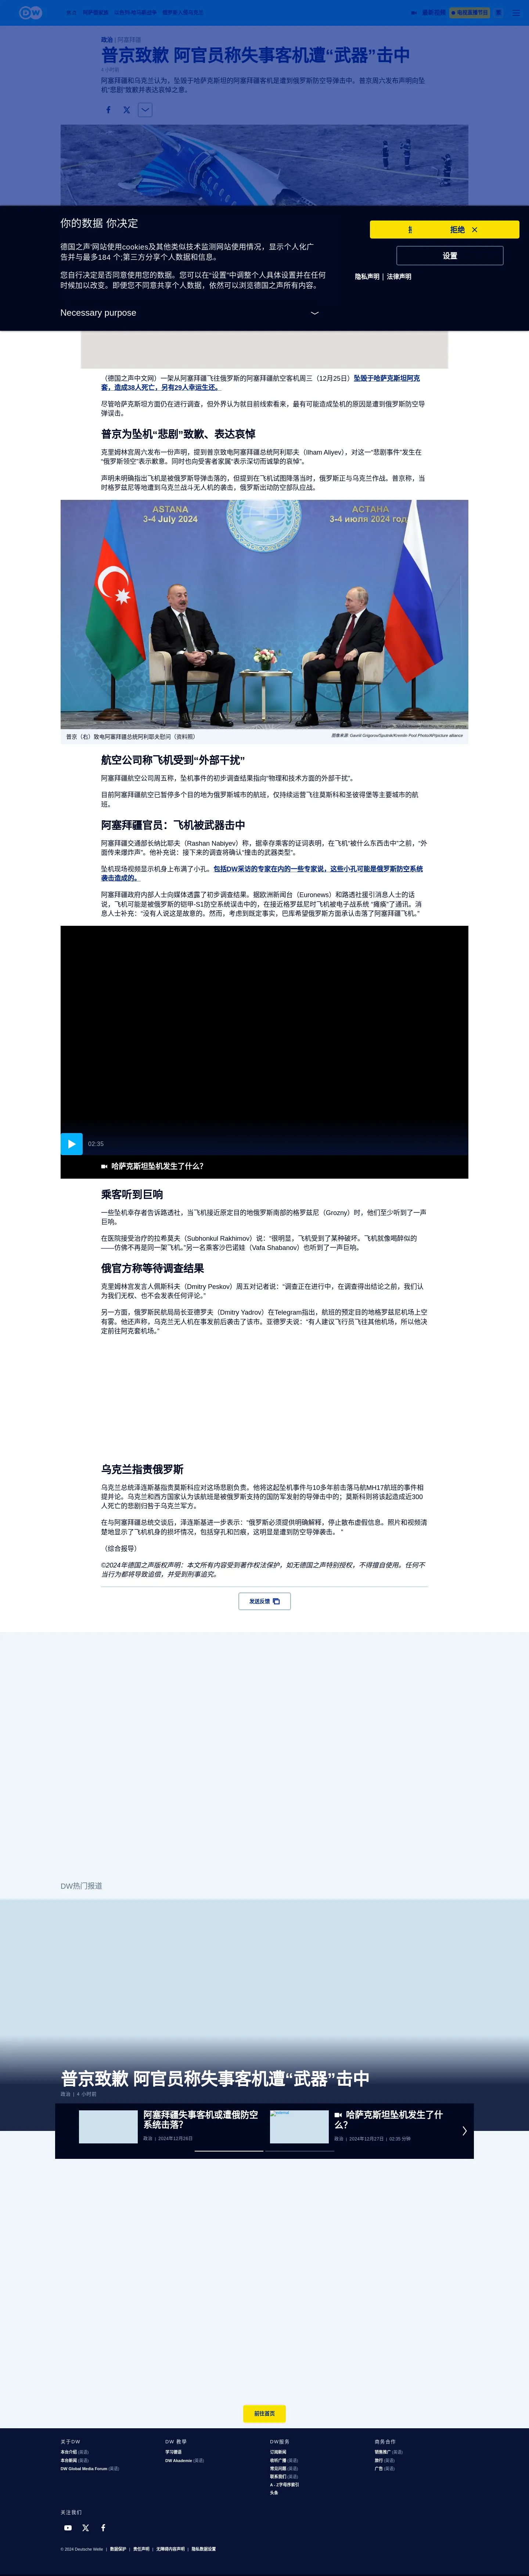 DW
政治 | 阿塞拜疆
普京致歉 阿官员称失事客机遭“武器”击中
4 小时前
阿塞拜疆和乌克兰认为，坠毁于哈萨克斯坦的阿塞拜疆客机是遭到俄罗斯防空导弹击中。普京周六发布声明向坠
机“悲剧”致歉并表达哀悼之意。
你的数据 你决定
德国之声'网站使用cookies及其他类似技术监测网站使用情况，显示个人化广
告并与最多184 个;第三方分享个人数据和信息。
您自行决定是否同意使用您的数据。您可以在“设置”中调整个人具体设置并在任何
时候加以改变。即便您不同意共享个人数据，依然可以浏览德国之声所有内容。
Necessary purpose
拒绝
设置
隐私声明 | 法律声明
（德国之声中文网）一架从阿塞拜疆飞往俄罗斯的阿塞拜疆航空客机周三（12月25日）坠毁于哈萨克斯坦阿克
套，造成38人死亡，另有29人幸运生还。
尽管哈萨克斯坦方面仍在进行调查，但外界认为就目前线索看来，最有可能造成坠机的原因是遭到俄罗斯防空导
弹误击。
普京为坠机“悲剧”致歉、表达哀悼
克里姆林宫周六发布一份声明，提到普京致电阿塞拜疆总统阿利耶夫（Ilham Aliyev），对这一“悲剧事件”发生在
“俄罗斯领空”表示歉意。同时也向受害者家属“表示深切而诚挚的哀悼”。
声明未明确指出飞机是被俄罗斯导弹击落的，但提到在飞机试图降落当时，俄罗斯正与乌克兰作战。普京称，当
时格罗兹尼等地遭到乌克兰战斗无人机的袭击，俄罗斯出动防空部队应战。
ASTANA
3-4 July 2024
АСТАНА
3-4 июля 2024 год
普京（右）致电阿塞拜疆总统阿利耶夫慰问（资料照）
图像来源: Gavriil Grigorov/Sputnik/Kremlin Pool Photo/AP/picture alliance
航空公司称飞机受到“外部干扰”
阿塞拜疆航空公司周五称，坠机事件的初步调查结果指向“物理和技术方面的外部干扰”。
目前阿塞拜疆航空已暂停多个目的地为俄罗斯城市的航班，仅持续运营飞往莫斯科和圣彼得堡等主要城市的航
班。
阿塞拜疆官员：飞机被武器击中
阿塞拜疆交通部长纳比耶夫（Rashan Nabiyev）称，据幸存乘客的证词表明，在飞机“被什么东西击中”之前，“外
面传来爆炸声”。他补充说：接下来的调查将确认“撞击的武器类型”。
坠机现场视频显示机身上布满了小孔。包括DW采访的专家在内的一些专家说，这些小孔可能是俄罗斯防空系统
袭击造成的。
阿塞拜疆政府内部人士向媒体透露了初步调查结果。据欧洲新闻台（Euronews）和路透社援引消息人士的话
说，飞机可能是被俄罗斯的铠甲-S1防空系统误击中的，在接近格罗兹尼时飞机被电子战系统 “瘫痪”了通讯。消
息人士补充：“没有人说这是故意的。然而，考虑到既定事实，巴库希望俄罗斯方面承认击落了阿塞拜疆飞机。”
02:35
哈萨克斯坦坠机发生了什么？
乘客听到巨响
一些坠机幸存者告诉路透社，当飞机接近原定目的地俄罗斯南部的格罗兹尼（Grozny）时，他们至少听到了一声
巨响。
在医院接受治疗的拉希莫夫（Subhonkul Rakhimov）说：“很明显，飞机受到了某种破坏。飞机就像喝醉似的
——仿佛不再是同一架飞机。”另一名乘客沙巴诺娃（Vafa Shabanov）也听到了一声巨响。
俄官方称等待调查结果
克里姆林宫发言人佩斯科夫（Dmitry Peskov）周五对记者说：“调查正在进行中，在调查得出结论之前，我们认
为我们无权、也不会发表任何评论。”
另一方面，俄罗斯民航局局长亚德罗夫（Dmitry Yadrov）在Telegram指出，航班的预定目的地格罗兹尼机场上空
有雾。他还声称，乌克兰无人机在事发前后袭击了该市。亚德罗夫说：“有人建议飞行员飞往其他机场，所以他决
定前往阿克套机场。”
乌克兰指责俄罗斯
乌克兰总统泽连斯基指责莫斯科应对这场悲剧负责。他将这起坠机事件与10多年前击落马航MH17航班的事件相
提并论。乌克兰和西方国家认为该航班是被俄罗斯支持的国防军发射的导弹击中的；莫斯科则将该起造成近300
人死亡的悲剧归咎于乌克兰军方。
在与阿塞拜疆总统交谈后，泽连斯基进一步表示：“俄罗斯必须提供明确解释，停止散布虚假信息。照片和视频清
楚地显示了飞机机身的损坏情况，包括穿孔和凹痕，这明显是遭到防空导弹袭击。 ”
（综合报导）
©2024年德国之声版权声明：本文所有内容受到著作权法保护，如无德国之声特别授权，不得擅自使用。任何不
当行为都将导致追偿，并受到刑事追究。
发送反馈
DW热门报道
普京致歉 阿官员称失事客机遭“武器”击中
政治 | 4 小时前
阿塞拜疆失事客机或遭俄防空
系统击落？
政治 | 2024年12月26日
哈萨克斯坦坠机发生了什
么？
政治 | 2024年12月27日 | 02:35 分钟
前往首页
关于DW
本台介绍 (英语)
本台新闻 (英语)
DW Global Media Forum (英语)
DW 教学
学习德语
DW Akademie (英语)
DW服务
订阅新闻
收听广播 (英语)
常见问题 (英语)
联系我们 (英语)
A - Z字母序索引
头条
商务合作
销售推广 (英语)
旅行 (英语)
广告 (英语)
关注我们
© 2024 Deutsche Welle | 数据保护 | 责任声明 | 无障碍内容声明 | 隐私数据设置